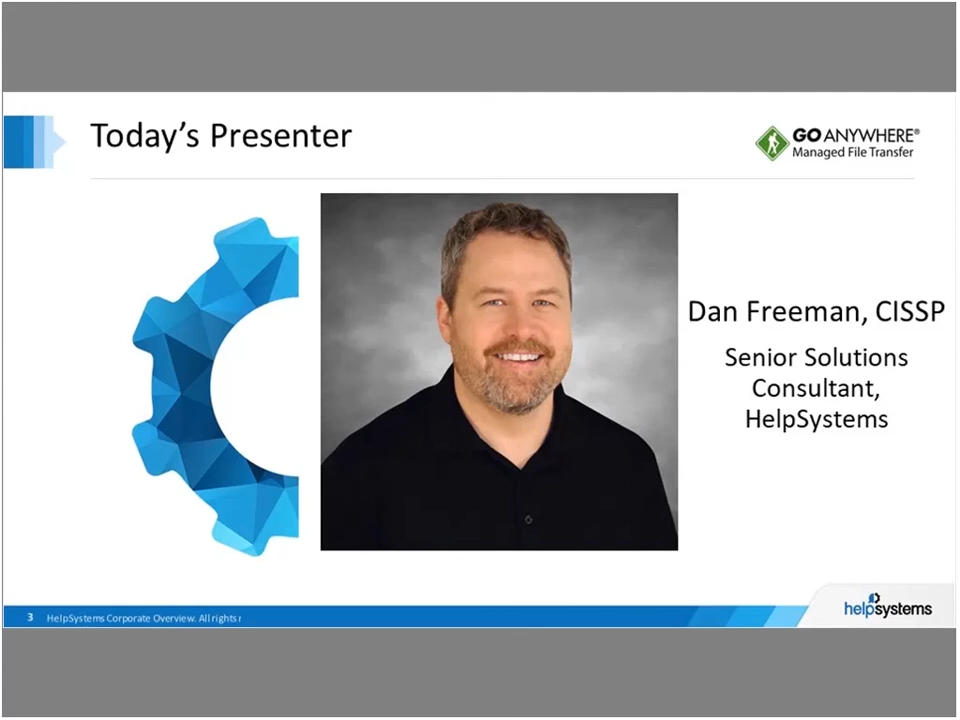 Today's Presenter
GO ANYWHERE®
Managed File Transfer
Dan Freeman, CISSP
Senior Solutions
Consultant,
HelpSystems
3 HelpSystems Corporate Overview. All rights r
helpsystems